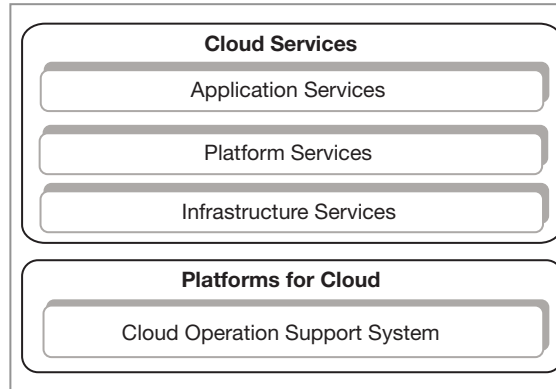 Cloud Services
Application Services
Platform Services
Infrastructure Services
Platforms for Cloud
Cloud Operation Support System